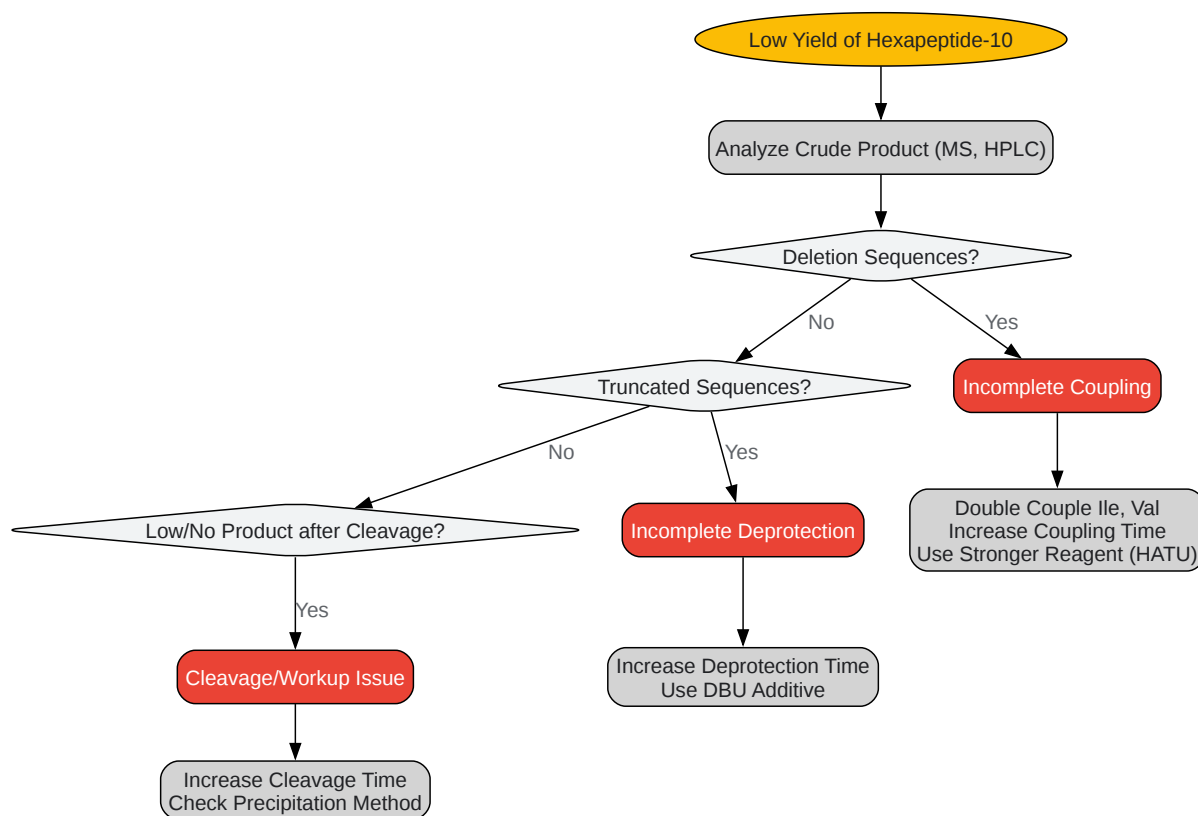 Low Yield of Hexapeptide-10
Analyze Crude Product (MS, HPLC)
Deletion Sequences?
No
Yes
Truncated Sequences?
Incomplete Coupling
No
Yes
Double Couple Ile, Val
Increase Coupling Time
Use Stronger Reagent (HATU)
Low/No Product after Cleavage?
Incomplete Deprotection
Yes
Increase Deprotection Time
Use DBU Additive
Cleavage/Workup Issue
Increase Cleavage Time
Check Precipitation Method